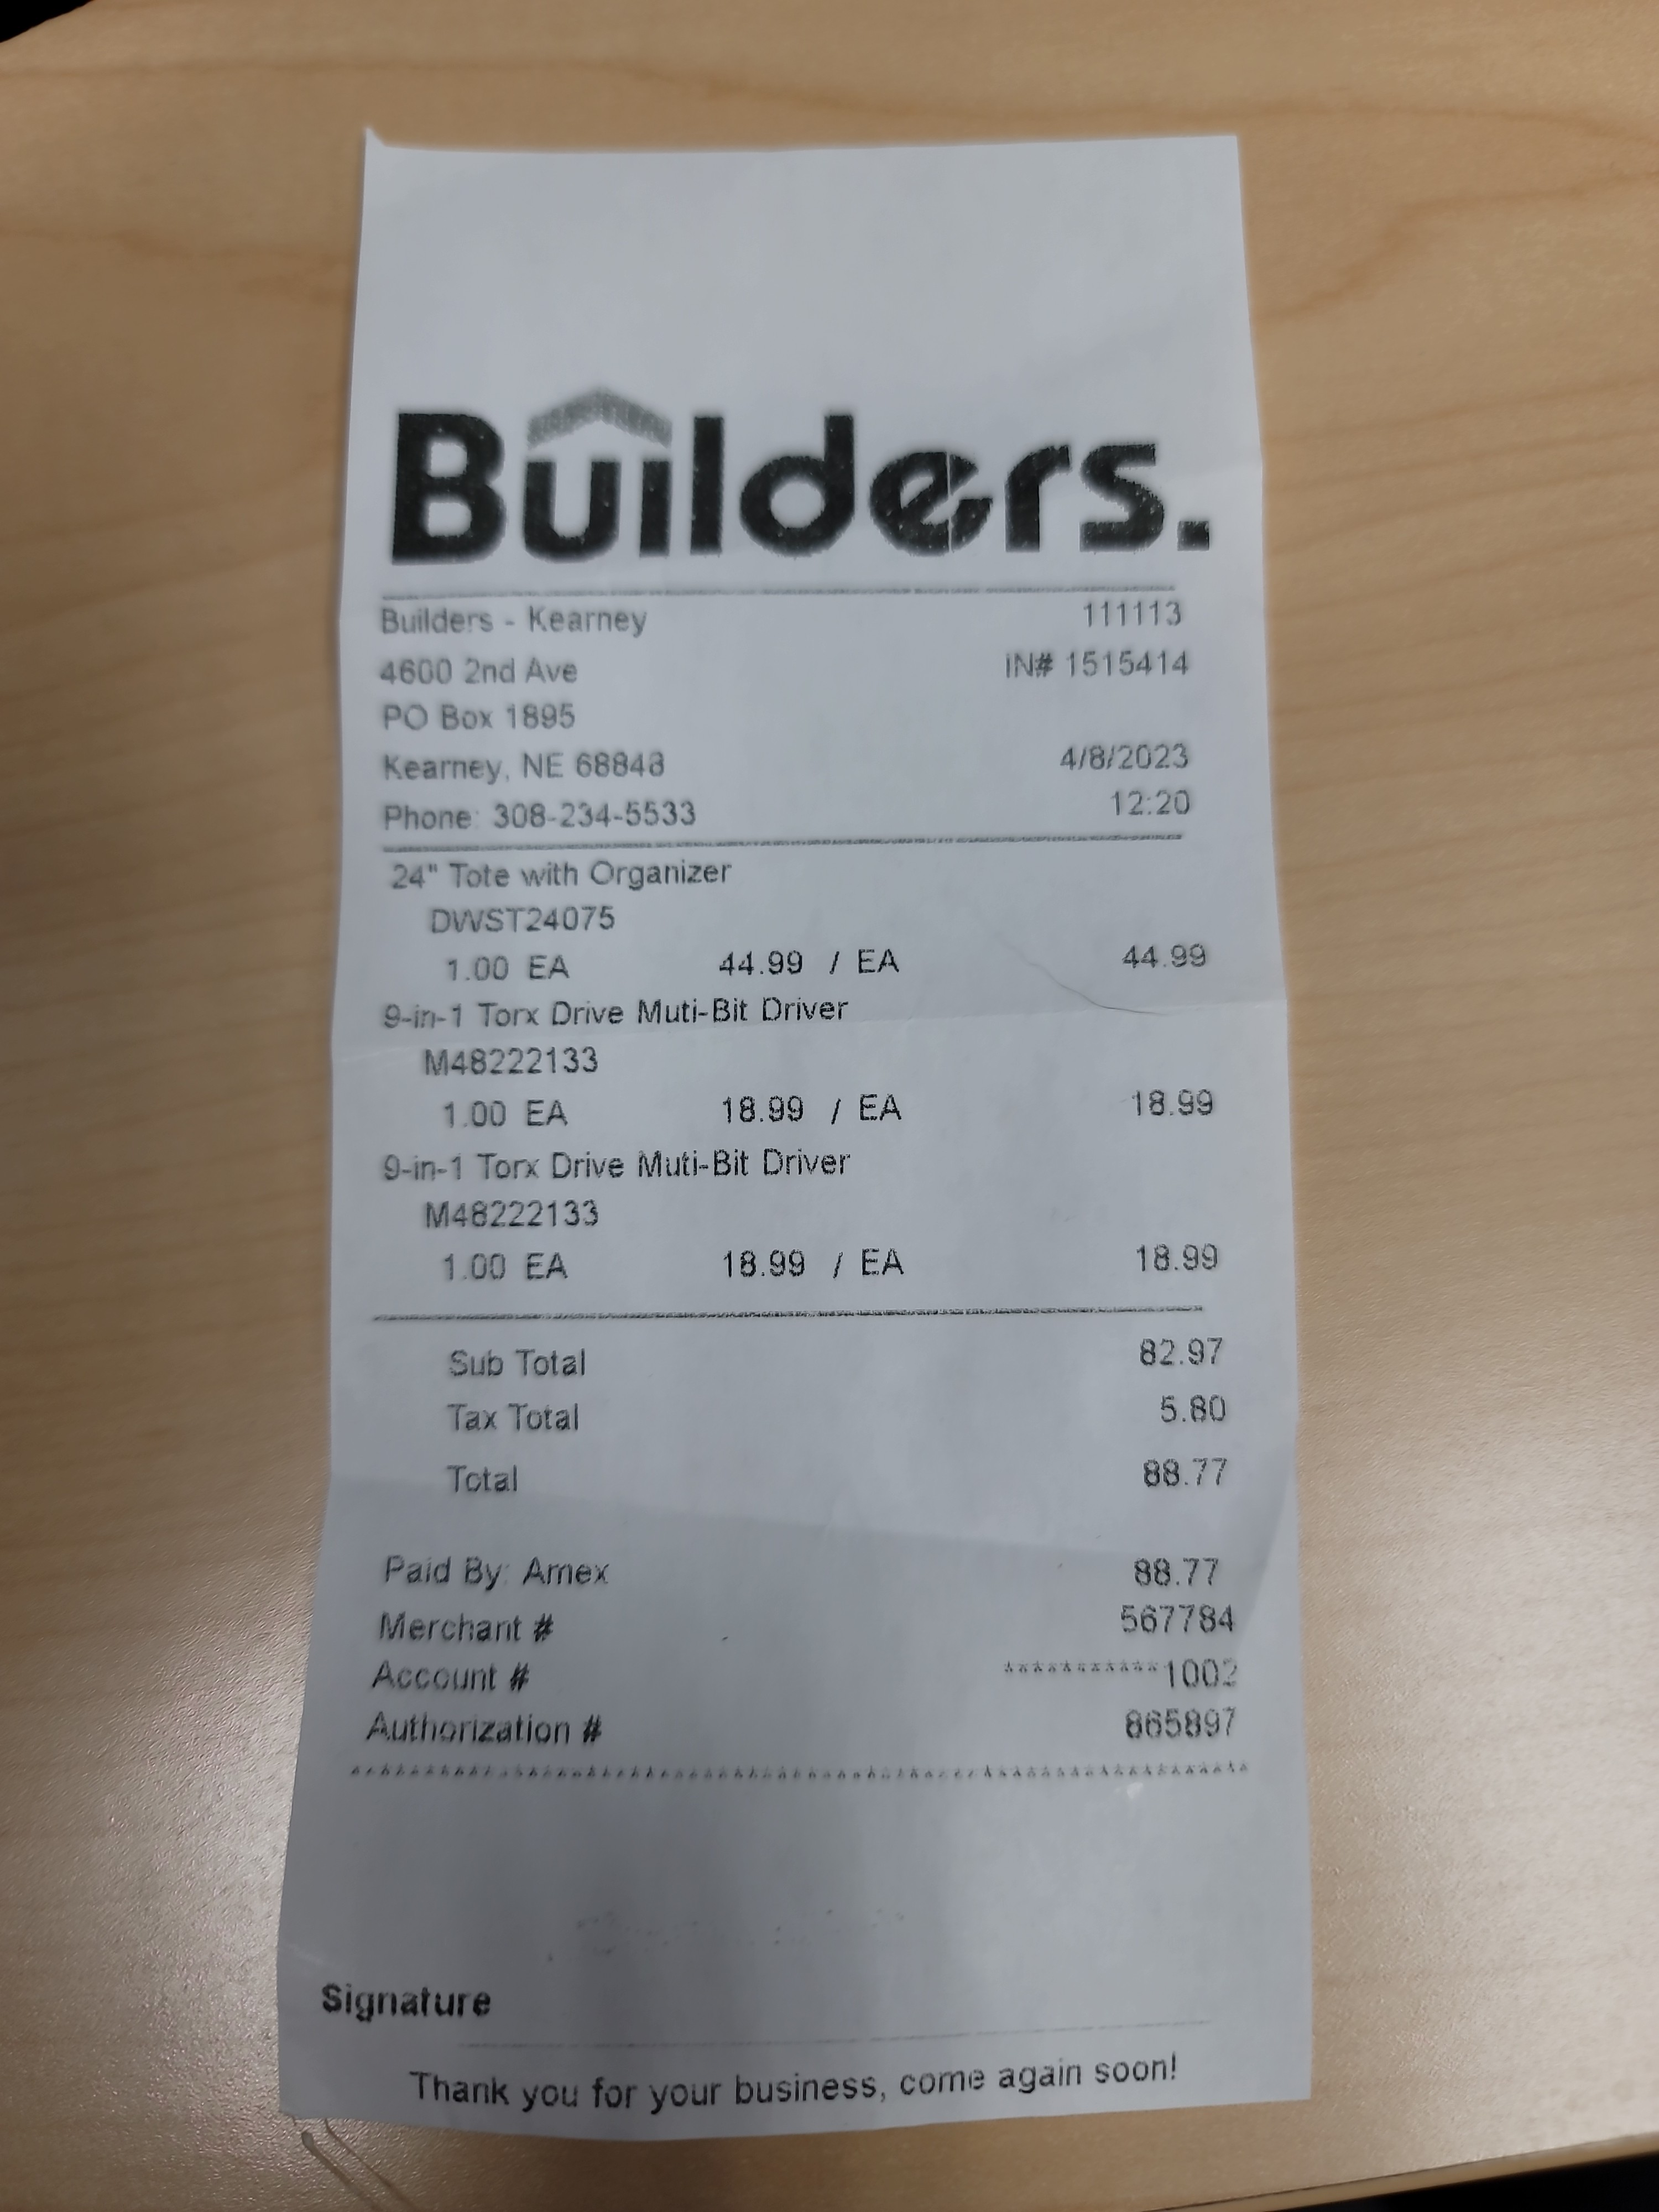 Builders.
Builders - Kearney 111113
4600 2nd Ave IN# 1515414
PO Box 1895
Kearney, NE 68848 4/8/2023
Phone: 308-234-5533 12:20
24" Tote with Organizer
DWST24075
1.00 EA 44.99 / EA 44.99
9-in-1 Torx Drive Muti-Bit Driver
M48222133
1.00 EA 18.99 / EA 18.99
9-in-1 Torx Drive Muti-Bit Driver
M48222133
1.00 EA 18.99 / EA 18.99
Sub Total 82.97
Tax Total 5.80
Total 88.77
Paid By: Amex 88.77
Merchant # 567784
Account # ***********1002
Authorization # 865897
Signature
Thank you for your business, come again soon!